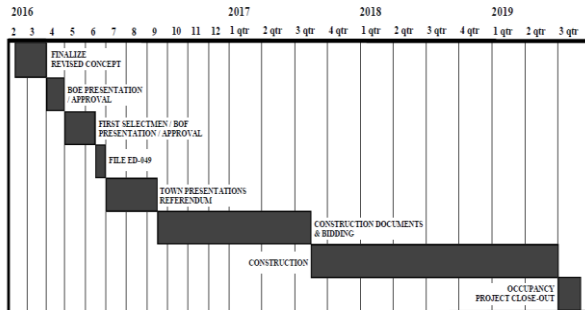 2016 2017 2018 2019
2 3 4 5 6 7 8 9 10 11 12 1 qtr 2 qtr 3 qtr 4 qtr 1 qtr 2 qtr 3 qtr 4 qtr 1 qtr 2 qtr 3 qtr
FINALIZE
REVISED CONCEPT
BOE PRESENTATION
/ APPROVAL
FIRST SELECTMEN / BOF
PRESENTATION / APPROVAL
FILE ED-049
TOWN PRESENTATIONS
REFERENDUM
CONSTRUCTION DOCUMENTS
& BIDDING
CONSTRUCTION
OCCUPANCY
PROJECT CLOSE-OUT